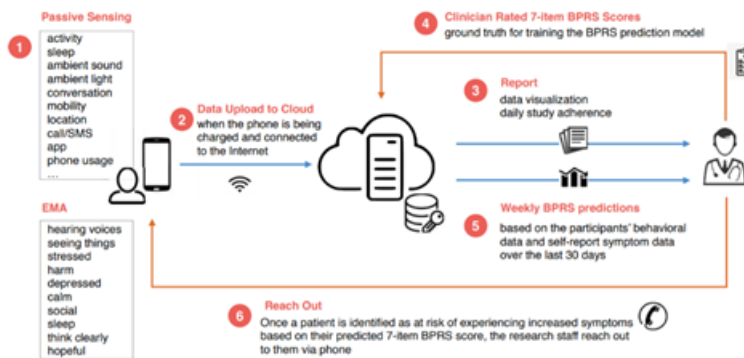 Passive Sensing
1
activity
sleep
ambient sound
ambient light
conversation
mobility
location
call/SMS
app
phone usage
...
EMA
hearing voices
seeing things
stressed
harm
depressed
calm
social
sleep
think clearly
hopeful
2
Data Upload to Cloud
when the phone is being
charged and connected
to the Internet
4
Clinician Rated 7-item BPRS Scores
ground truth for training the BPRS prediction model
3
Report
data visualization
daily study adherence
5
Weekly BPRS predictions
based on the participants' behavioral
data and self-report symptom data
over the last 30 days
6
Reach Out
Once a patient is identified as at risk of experiencing increased symptoms
based on their predicted 7-item BPRS score, the research staff reach out
to them via phone